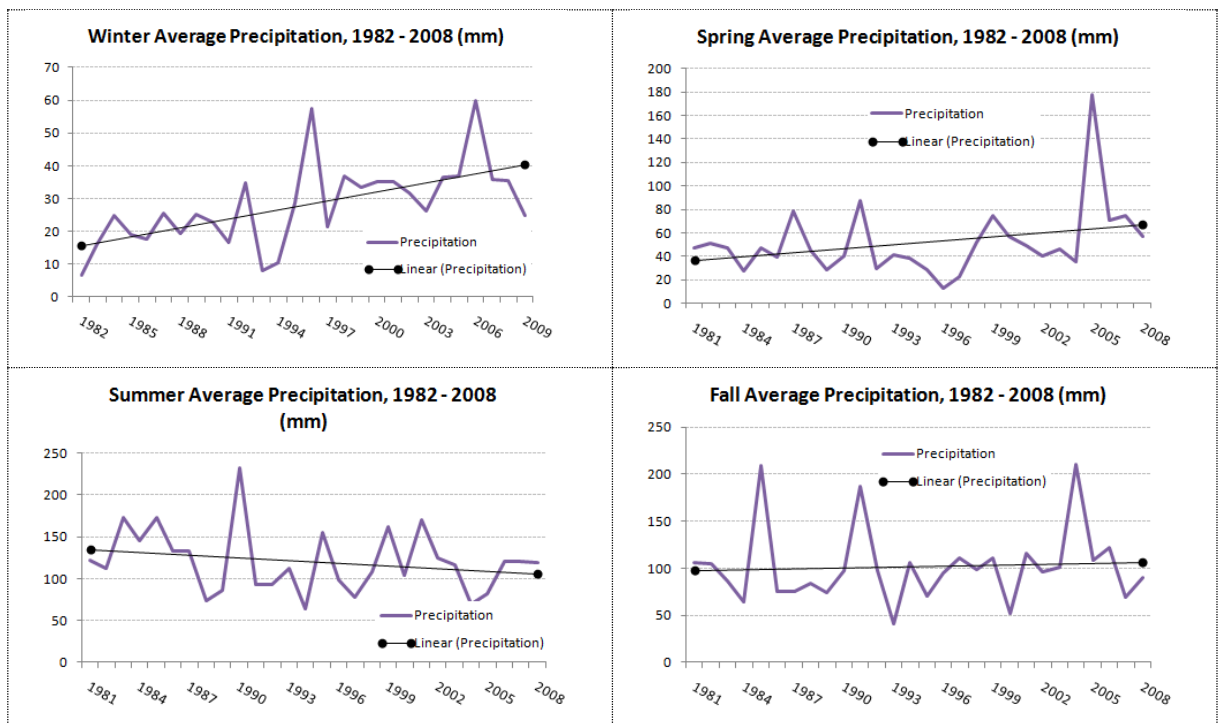 Winter Average Precipitation, 1982 - 2008 (mm)
70
60
50
40
30
20
10
0
Precipitation
Linear (Precipitation)
1982 1985 1988 1991 1994 1997 2000 2003 2006 2009
Spring Average Precipitation, 1982 - 2008 (mm)
200
180
160
140
120
100
80
60
40
20
0
Precipitation
Linear (Precipitation)
1981 1984 1987 1990 1993 1996 1999 2002 2005 2008
Summer Average Precipitation, 1982 - 2008
(mm)
250
200
150
100
50
0
Precipitation
Linear (Precipitation)
1981 1984 1987 1990 1993 1996 1999 2002 2005 2008
Fall Average Precipitation, 1982 - 2008 (mm)
250
200
150
100
50
0
Precipitation
Linear (Precipitation)
1981 1984 1987 1990 1993 1996 1999 2002 2005 2008